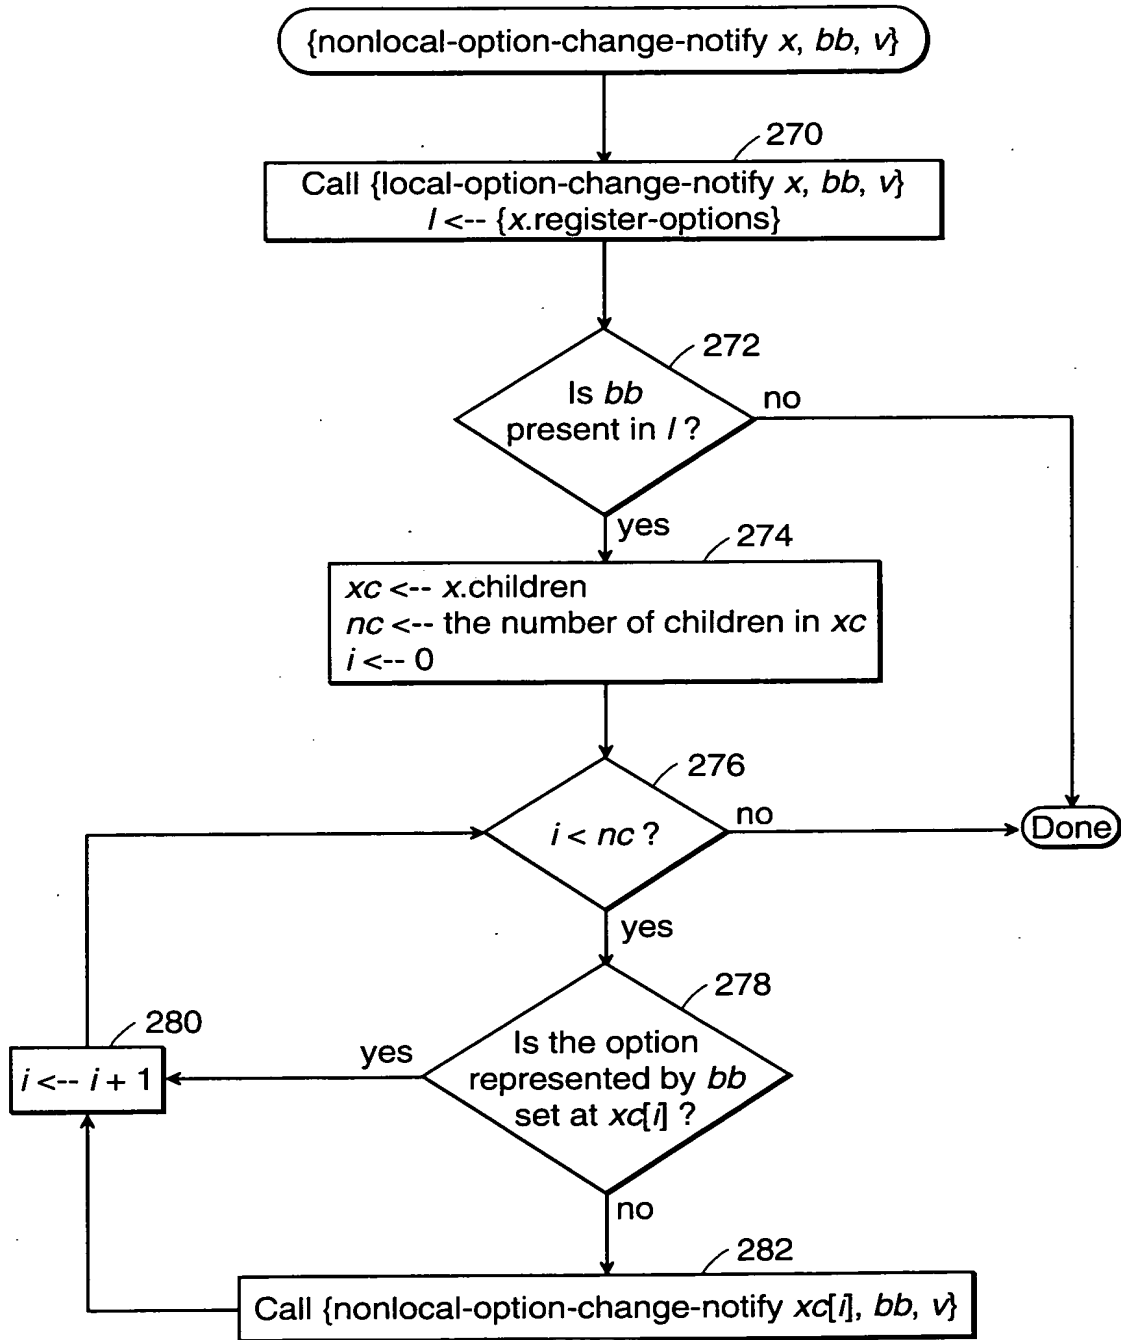 {nonlocal-option-change-notify x, bb, v}
270
Call {local-option-change-notify x, bb, v}
l <-- {x.register-options}
272
Is bb
present in l ?
no
yes
274
xc <-- x.children
nc <-- the number of children in xc
i <-- 0
276
i < nc ?
no
Done
yes
278
280
Is the option
represented by bb
set at xc[i] ?
yes
i <-- i + 1
no
282
Call {nonlocal-option-change-notify xc[i], bb, v}